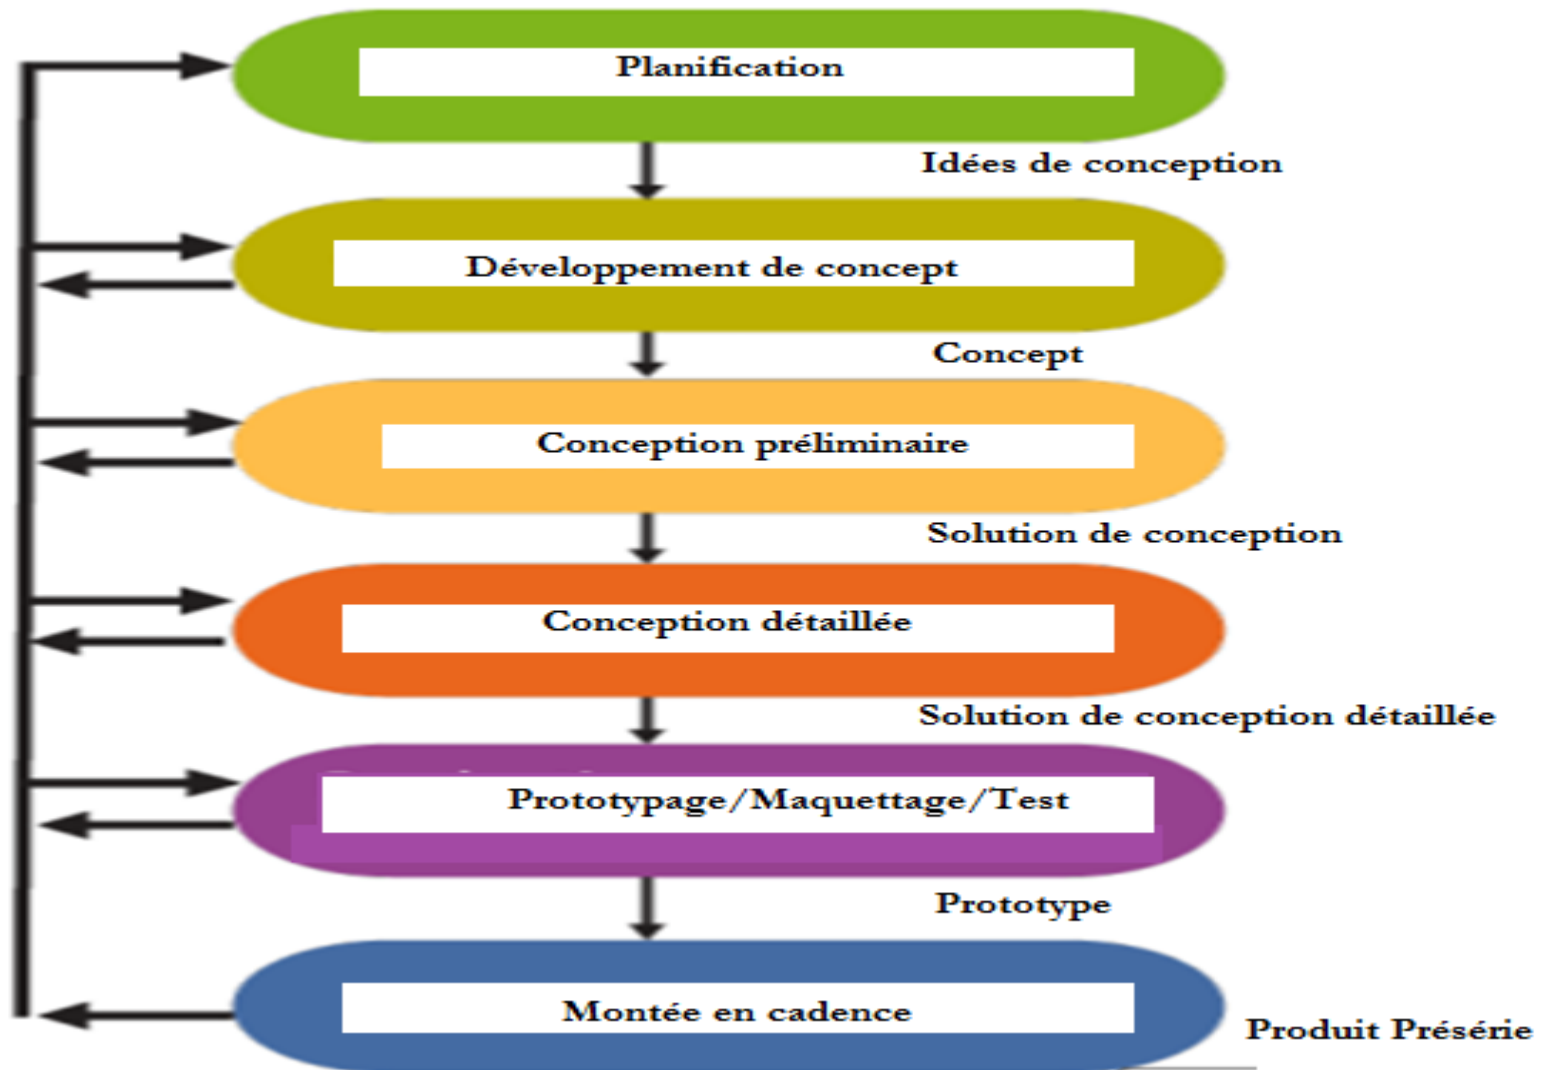 Planification
Idées de conception
Développement de concept
Concept
Conception préliminaire
Solution de conception
Conception détaillée
Solution de conception détaillée
Prototypage/Maquettage/Test
Prototype
Montée en cadence
Produit Présérie